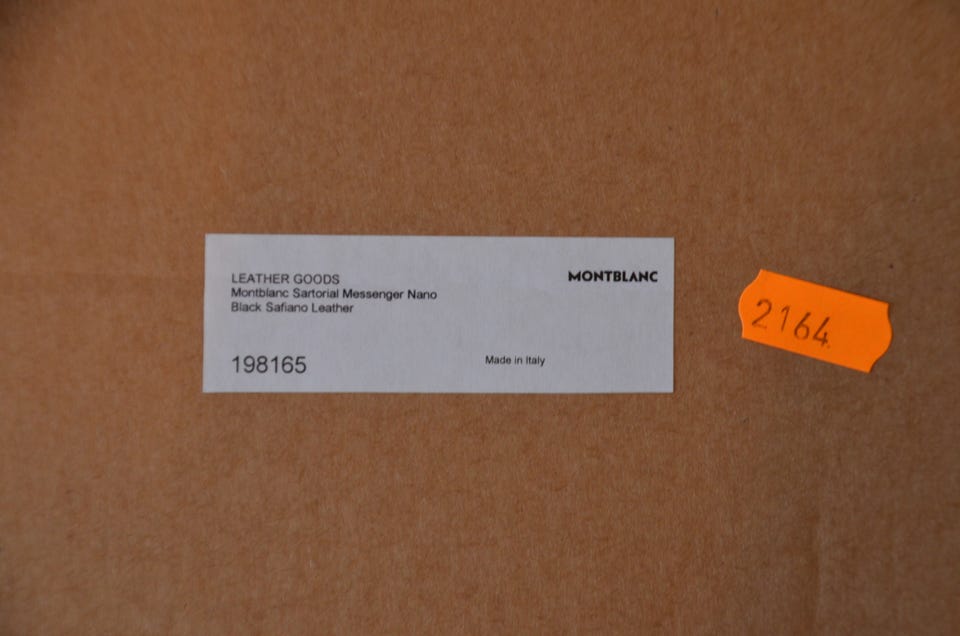 LEATHER GOODS
MONTBLANC
Montblanc Sartorial Messenger Nano
Black Safiano Leather
198165
Made in Italy
2164